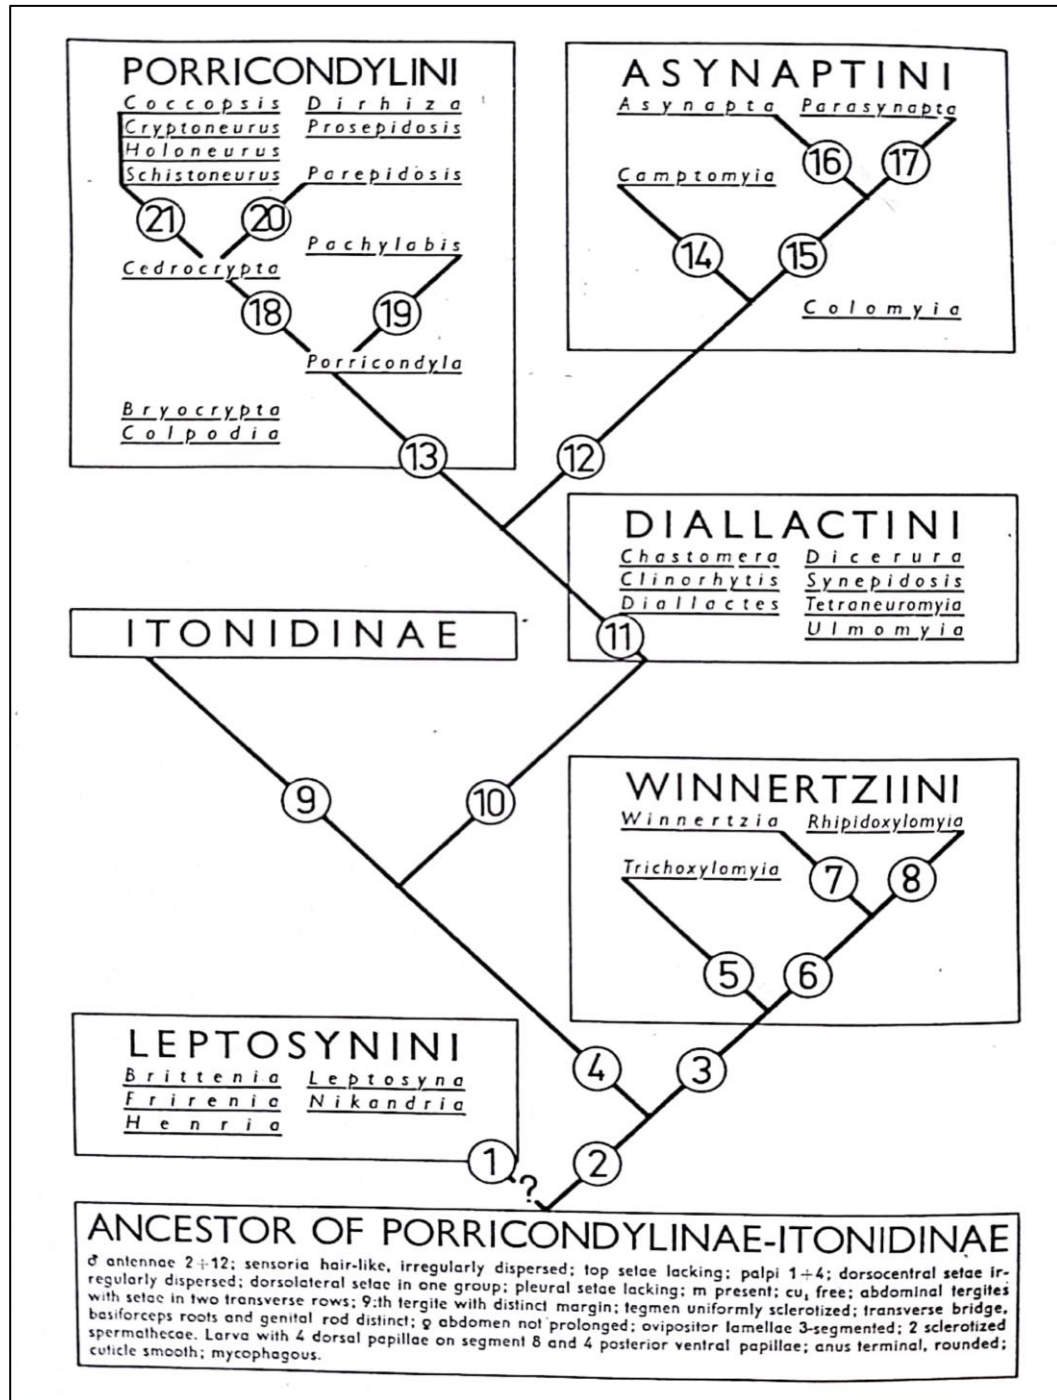 PORRICONDYLINI
Coccopsis Dirhiza
Cryptoneurus Prosepidosis
Holoneurus
Schistoneurus Parepidosis
21 20
Pachylabis
Cedrocrypta
18 19
Porricondyla
Bryocrypta
Colpodia
13
ASYNAPTINI
Asynapta Parasynapta
16 17
Camptomyia
14 15
Colomyia
12
DIALLACTINI
Chastomera Dicerura
Clinorhytis Synepidosis
Diallactes Tetraneuromyia
Ulmomyia
11
ITONIDINAE
9 10
WINNERTZIINI
Winnertzia Rhipidoxylomyia
Trichoxylomyia
7 8
5 6
4 3
LEPTOSYNINI
Brittenia Leptosyna
Frirenia Nikandria
Henria
1 ? 2
ANCESTOR OF PORRICONDYLINAE-ITONIDINAE
♂ antennae 2+12; sensoria hair-like, irregularly dispersed; top setae lacking; palpi 1+4; dorsocentral setae ir-
regularly dispersed; dorsolateral setae in one group; pleural setae lacking; m present; cu₁ free; abdominal tergites
with setae in two transverse rows; 9:th tergite with distinct margin; tegmen uniformly sclerotized; transverse bridge,
basiforceps roots and genital rod distinct; ♀ abdomen not prolonged; ovipositor lamellae 3-segmented; 2 sclerotized
spermathecae. Larva with 4 dorsal papillae on segment 8 and 4 posterior ventral papillae; anus terminal, rounded;
cuticle smooth; mycophagous.